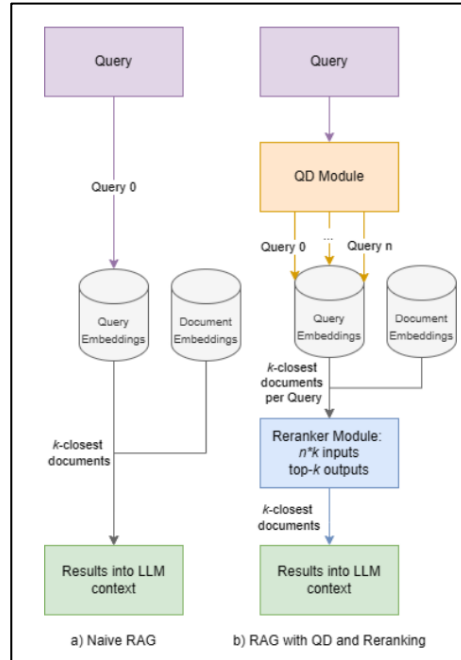 Query
Query 0
Query
Embeddings
Document
Embeddings
k-closest
documents
Results into LLM
context
a) Naive RAG
Query
QD Module
Query 0
...
Query n
Query
Embeddings
Document
Embeddings
k-closest
documents
per Query
Reranker Module:
n*k inputs
top-k outputs
k-closest
documents
Results into LLM
context
b) RAG with QD and Reranking